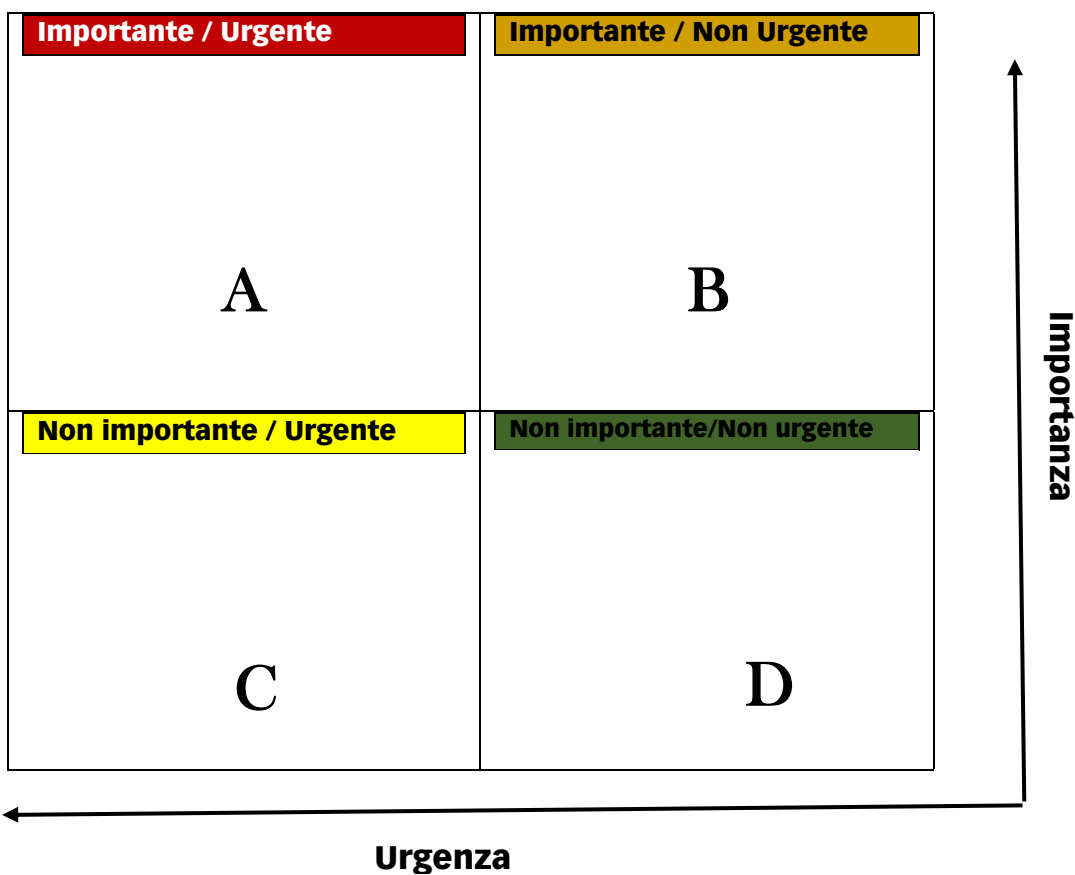 Importante / Urgente
Importante / Non Urgente
A
B
Importanza
Non importante / Urgente
Non importante/Non urgente
C
D
Urgenza